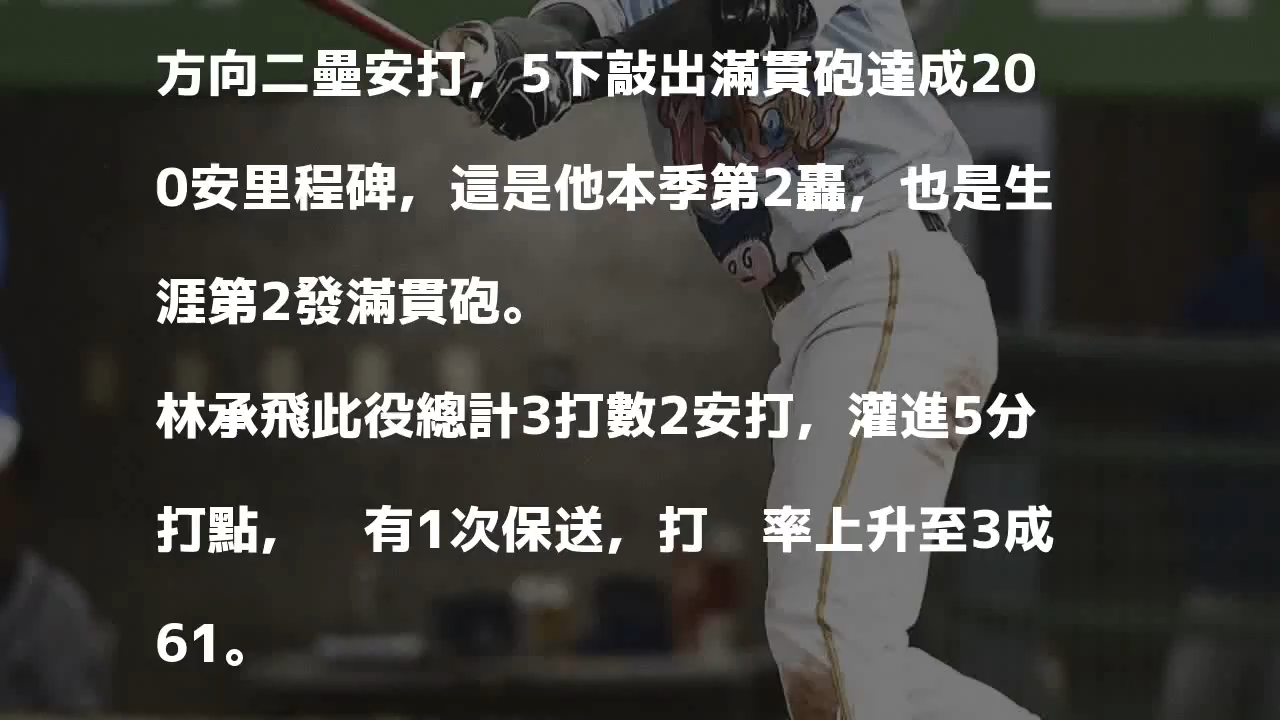 方向二壘安打，5下敲出滿貫砲達成20
0安里程碑，這是他本季第2轟，也是生
涯第2發滿貫砲。
林承飛此役總計3打數2安打，灌進5分
打點，　有1次保送，打　率上升至3成
61。